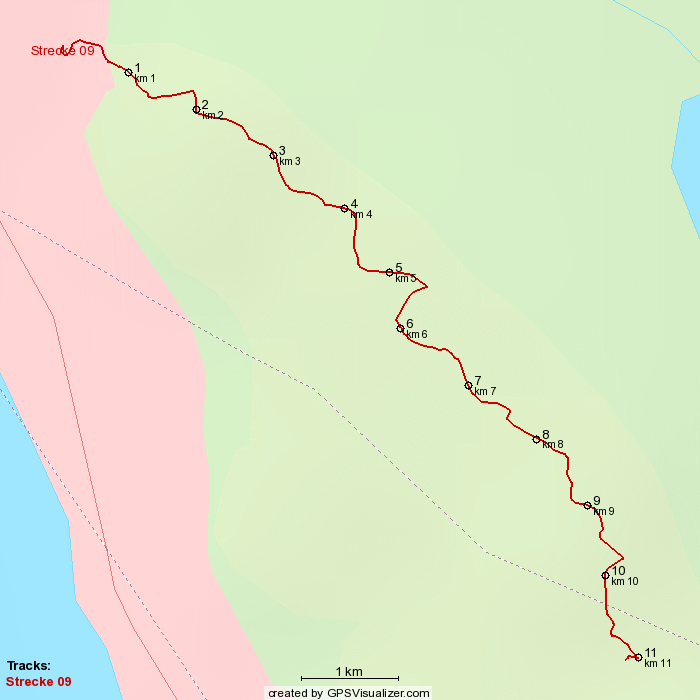 Strecke 09
1
km 1
2
km 2
3
km 3
4
km 4
5
km 5
6
km 6
7
km 7
8
km 8
9
km 9
10
km 10
11
km 11
Tracks:
Strecke 09
1 km
created by GPSVisualizer.com